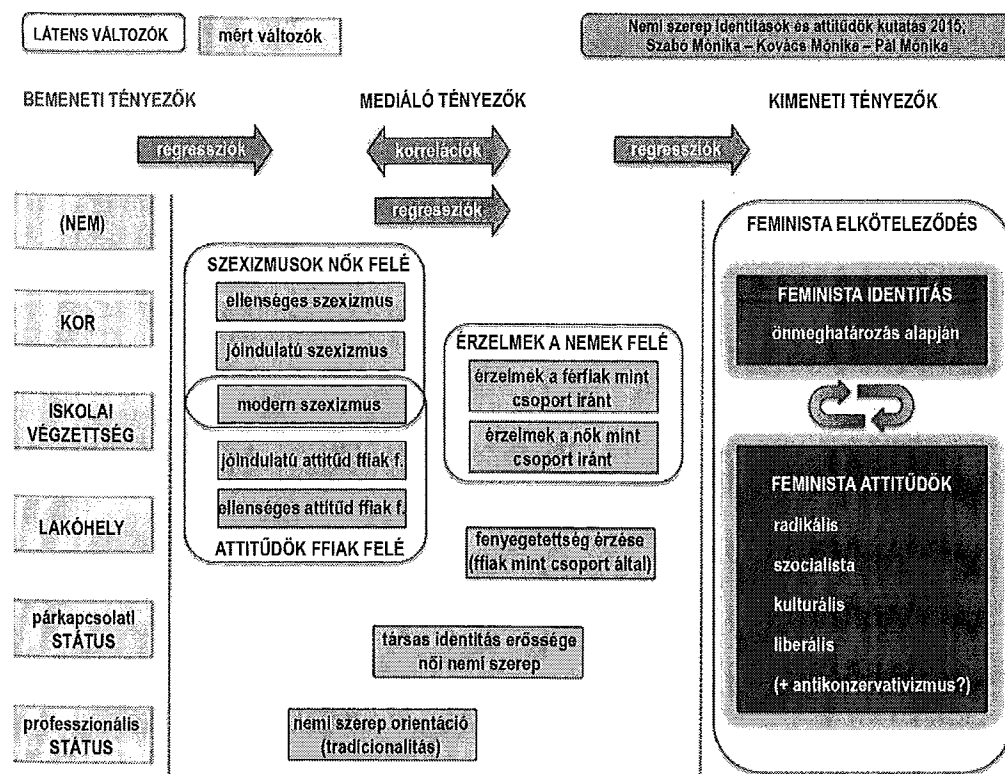 LÁTENS VÁLTOZÓK
mért változók
Nemi szerep identitások és attitűdök kutatás 2015;
Szabó Mónika – Kovács Mónika – Pál Mónika
BEMENETI TÉNYEZŐK
MEDIÁLÓ TÉNYEZŐK
KIMENETI TÉNYEZŐK
regressziók
korrelációk
regressziók
regressziók
(NEM)
KOR
ISKOLAI
VÉGZETTSÉG
LAKÓHELY
párkapcsolati
STÁTUS
professzionális
STÁTUS
SZEXIZMUSOK NŐK FELÉ
ellenséges szexizmus
jóindulatú szexizmus
modern szexizmus
jóindulatú attitűd ffiak f.
ellenséges attitűd ffiak f.
ATTITŰDÖK FFIAK FELÉ
ÉRZELMEK A NEMEK FELÉ
érzelmek a férfiak mint
csoport iránt
érzelmek a nők mint
csoport iránt
fenyegetettség érzése
(ffiak mint csoport által)
társas identitás erőssége
női nemi szerep
nemi szerep orientáció
(tradicionalitás)
FEMINISTA ELKÖTELEZŐDÉS
FEMINISTA IDENTITÁS
önmeghatározás alapján
FEMINISTA ATTITŰDÖK
radikális
szocialista
kulturális
liberális
(+ antikonzervativizmus?)